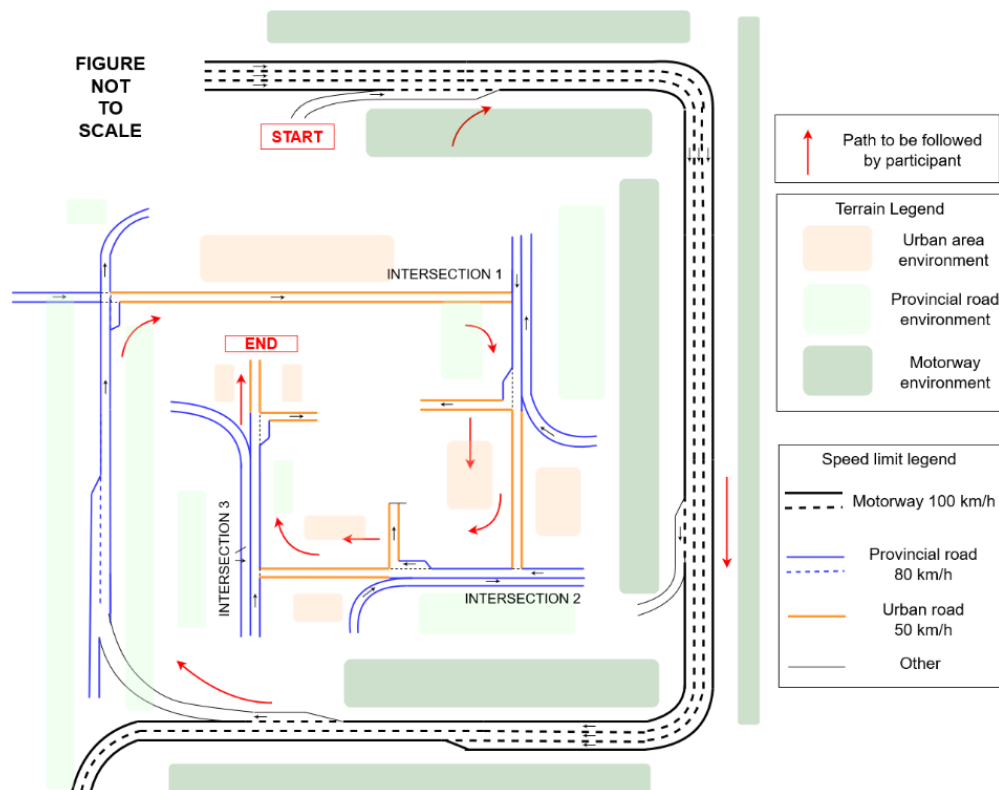 FIGURE
NOT
TO
SCALE
START
Path to be followed
by participant
Terrain Legend
Urban area
environment
Provincial road
environment
Motorway
environment
INTERSECTION 1
END
INTERSECTION 3
INTERSECTION 2
Speed limit legend
Motorway 100 km/h
Provincial road
80 km/h
Urban road
50 km/h
Other